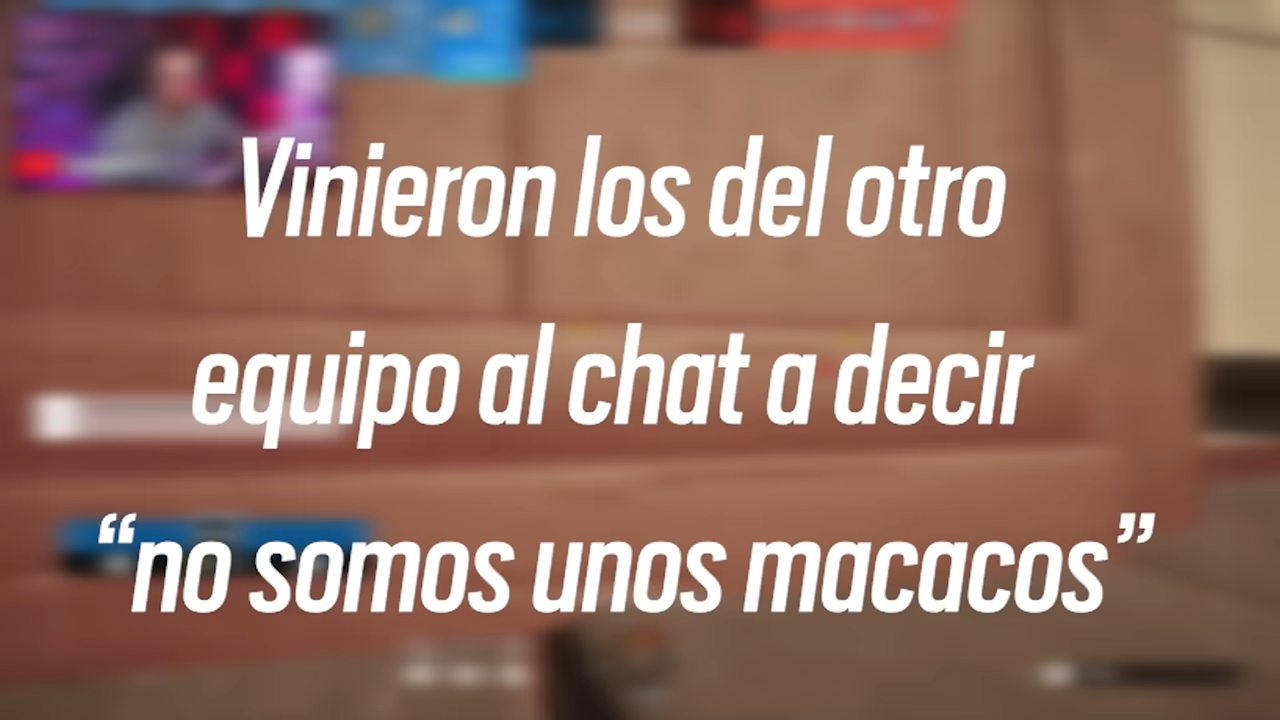 Vinieron los del otro
equipo al chat a decir
“no somos unos macacos”